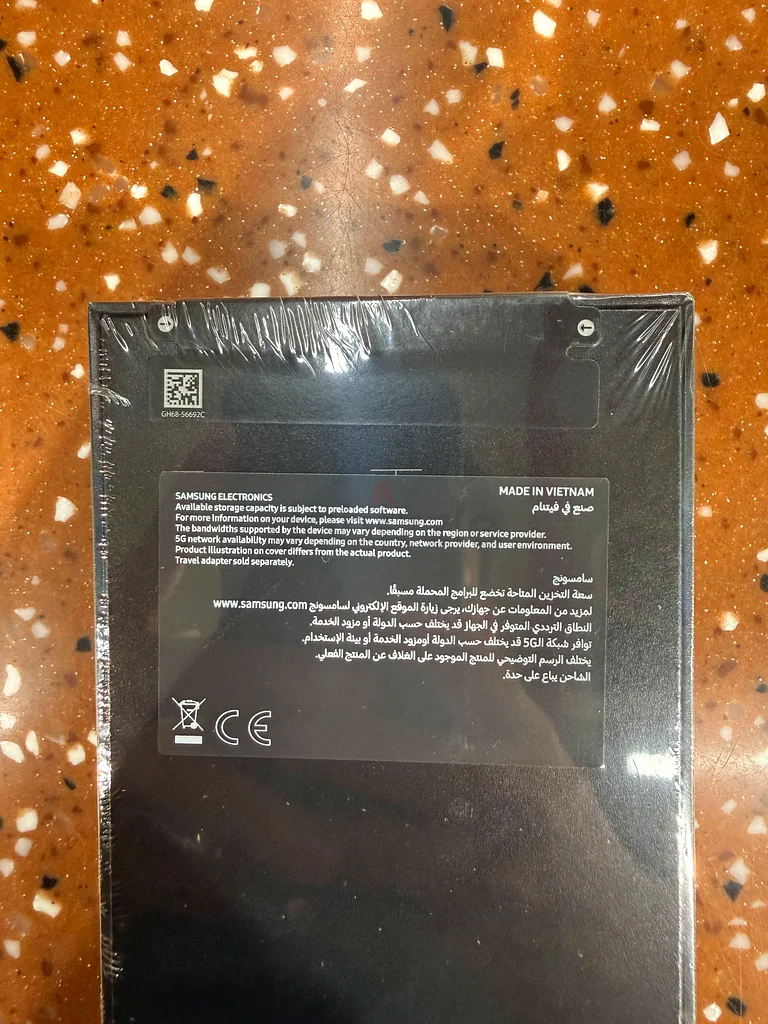 GH68-56692C
SAMSUNG ELECTRONICS
Available storage capacity is subject to preloaded software.
For more information on your device, please visit www.samsung.com
The bandwidths supported by the device may vary depending on the region or service provider.
5G network availability may vary depending on the country, network provider, and user environment.
Product illustration on cover differs from the actual product.
Travel adapter sold separately.
MADE IN VIETNAM
صنع في فيتنام
سامسونج
سعة التخزين المتاحة تخضع للبرامج المحملة مسبقًا.
لمزيد من المعلومات عن جهازك، يرجى زيارة الموقع الإلكتروني لسامسونج www.samsung.com
النطاق الترددي المتوفر في الجهاز قد يختلف حسب الدولة أو مزود الخدمة.
توافر شبكة الـ5G قد يختلف حسب الدولة أومزود الخدمة أو بيئة الإستخدام.
يختلف الرسم التوضيحي للمنتج الموجود على الغلاف عن المنتج الفعلي.
الشاحن يباع على حدة.
CE